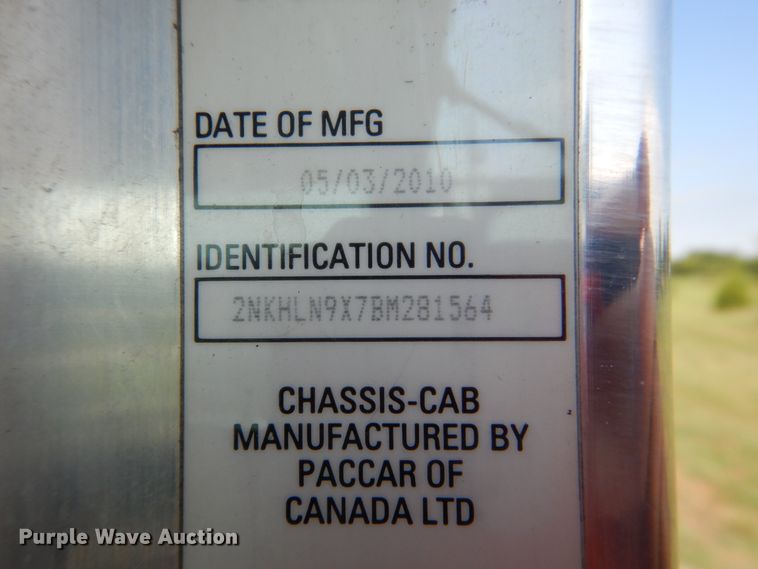 DATE OF MFG
05/03/2010
IDENTIFICATION NO.
2NKHLN9X7BM281564
CHASSIS-CAB
MANUFACTURED BY
PACCAR OF
CANADA LTD
Purple Wave Auction